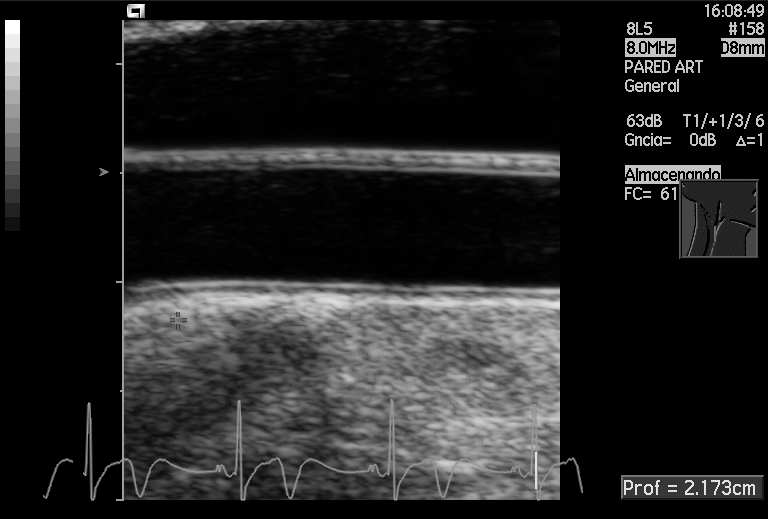 16:08:49
8L5 #158
8.0MHz 08mm
PARED ART
General
63dB T1/+1/3/ 6
Gncia= 0dB Δ=1
Almacenando
FC= 61
Prof = 2.173cm